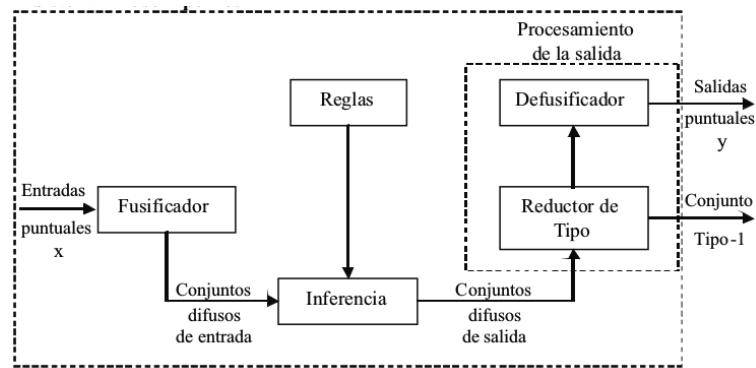 Procesamiento
de la salida
Reglas
Defusificador
Salidas
puntuales
y
Entradas
puntuales
x
Fusificador
Reductor de
Tipo
Conjunto
Tipo-1
Conjuntos
difusos
de entrada
Inferencia
Conjuntos
difusos
de salida